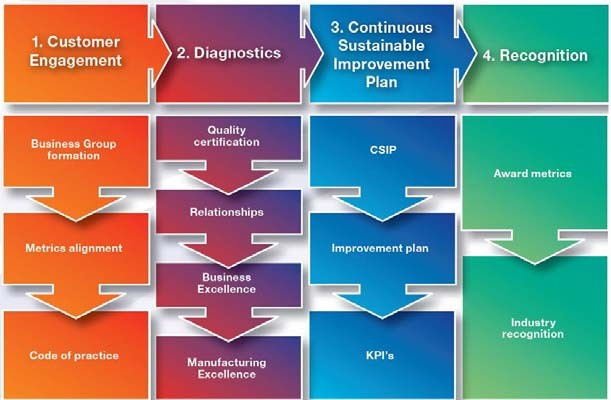 1. Customer
Engagement
2. Diagnostics
3. Continuous
Sustainable
Improvement
Plan
4. Recognition
Business Group
formation
Metrics alignment
Code of practice
Quality
certification
Relationships
Business
Excellence
Manufacturing
Excellence
CSIP
Improvement plan
KPI's
Award metrics
Industry
recognition